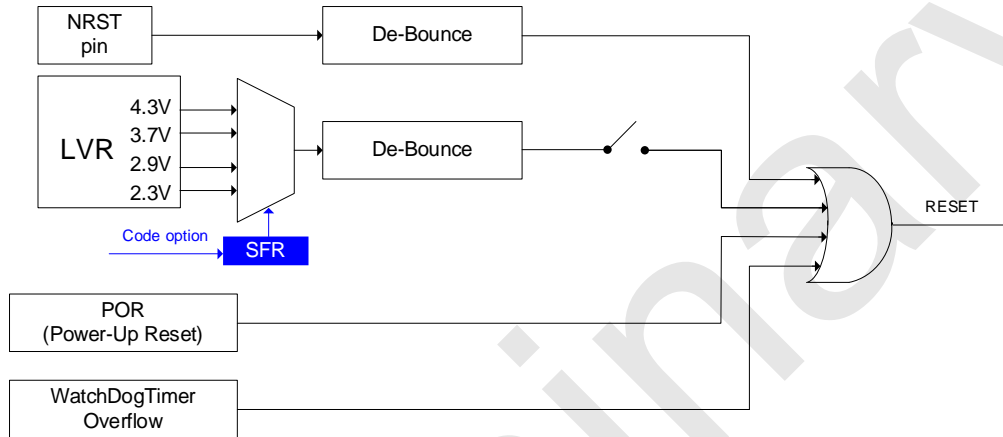 NRST
pin
De-Bounce
LVR
4.3V
3.7V
2.9V
2.3V
De-Bounce
Code option
SFR
RESET
POR
(Power-Up Reset)
WatchDogTimer
Overflow